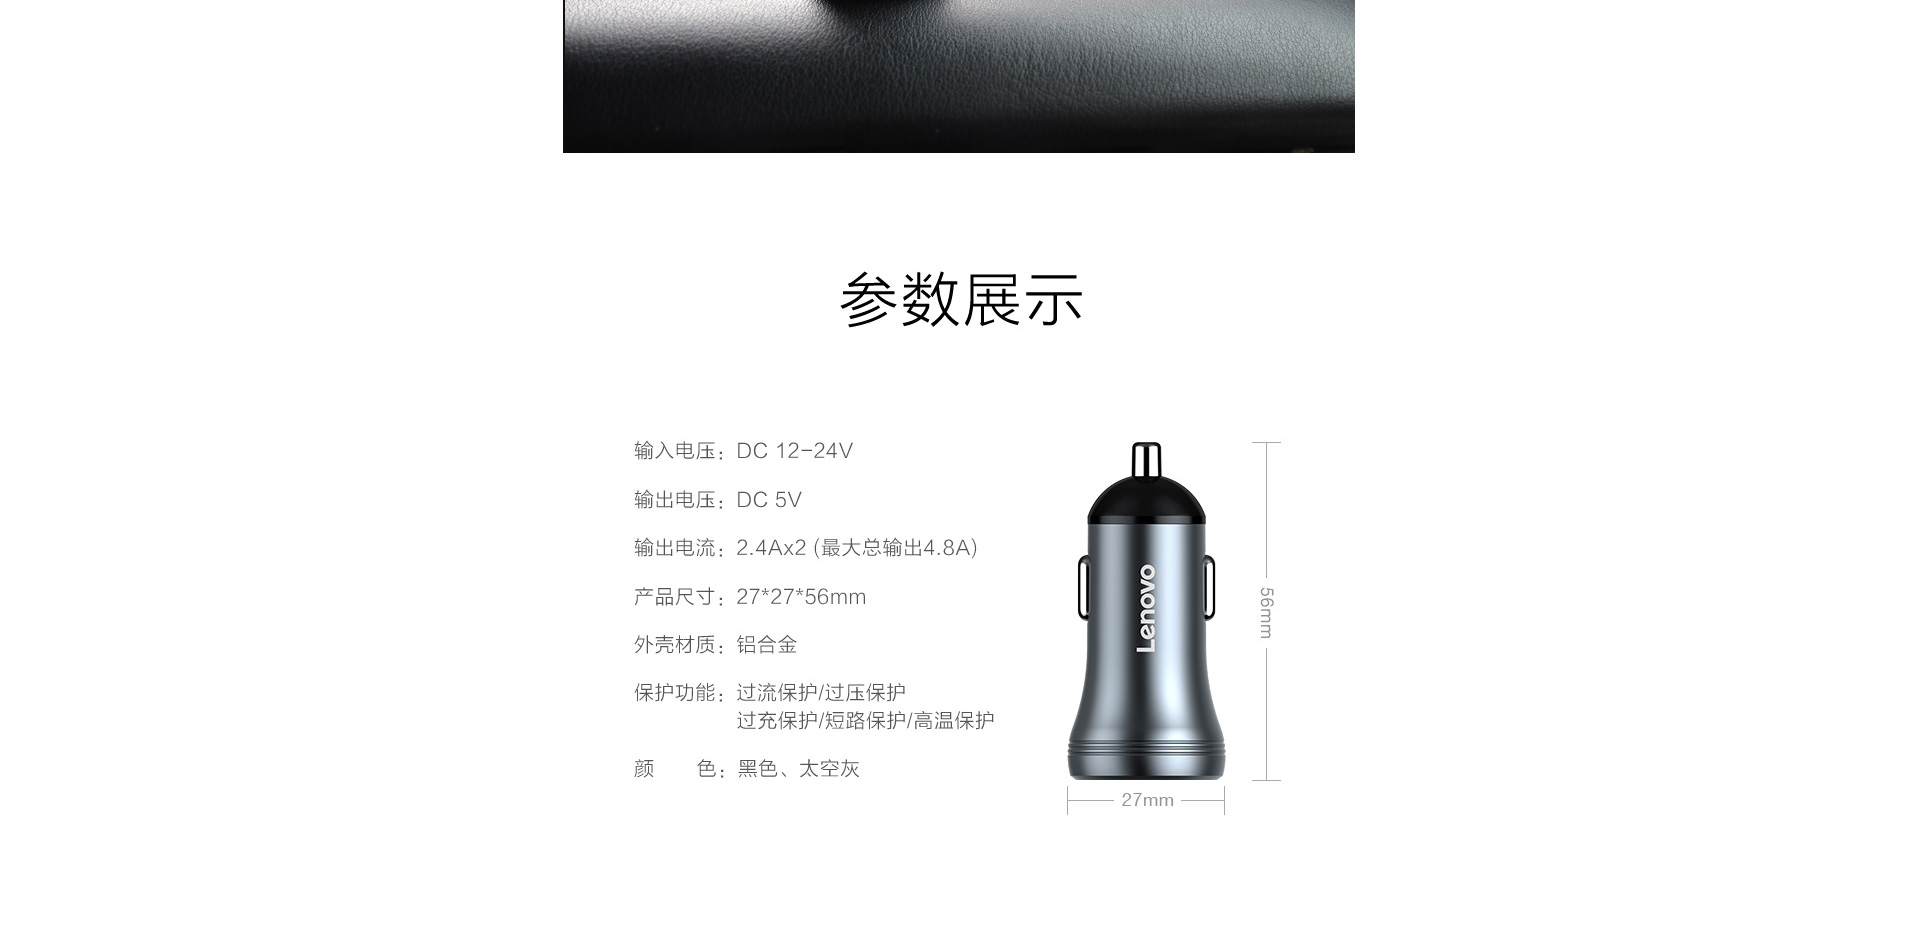 参数展示
输入电压：DC 12-24V
输出电压：DC 5V
输出电流：2.4Ax2 (最大总输出4.8A)
产品尺寸：27*27*56mm
外壳材质：铝合金
保护功能：过流保护/过压保护
过充保护/短路保护/高温保护
颜　　色：黑色、太空灰
Lenovo
56mm
27mm